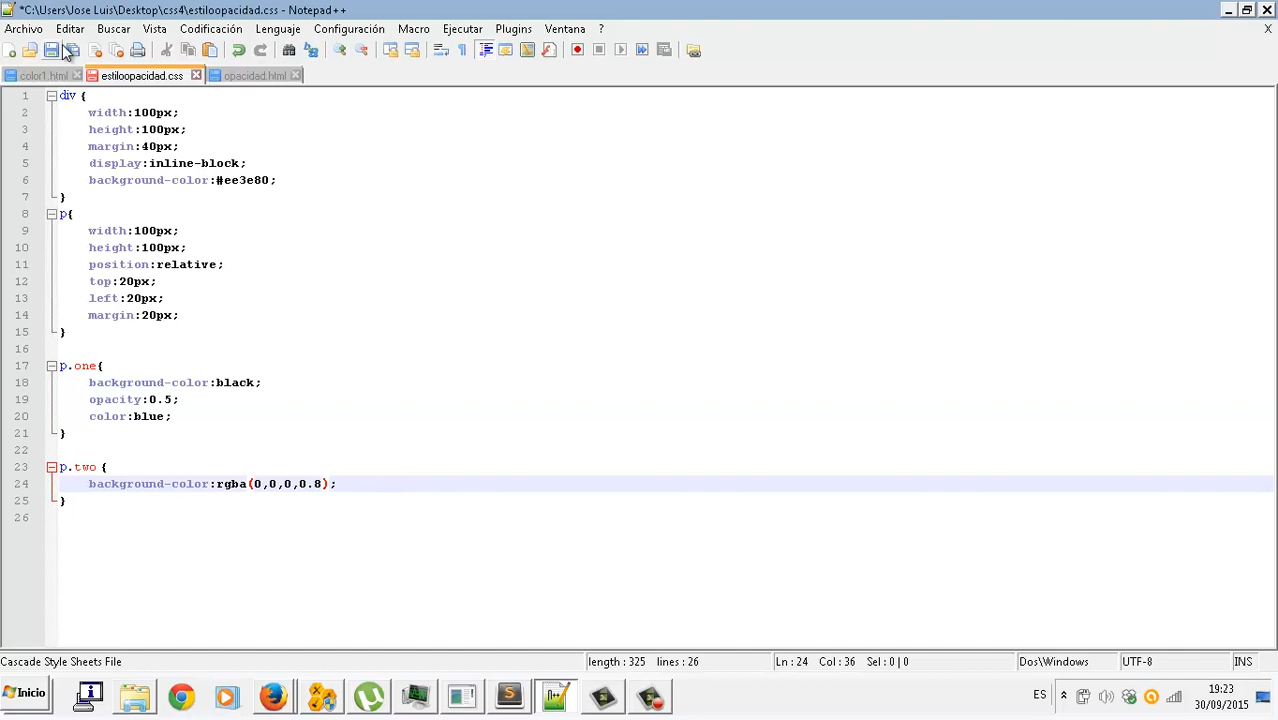 *C:\Users\Jose Luis\Desktop\css4\estiloopacidad.css - Notepad++
Archivo Editar Buscar Vista Codificación Lenguaje Configuración Macro Ejecutar Plugins Ventana ? X
color1.html estiloopacidad.css opacidad.html
1 div {
2 width:100px;
3 height:100px;
4 margin:40px;
5 display:inline-block;
6 background-color:#ee3e80;
7 }
8 p{
9 width:100px;
10 height:100px;
11 position:relative;
12 top:20px;
13 left:20px;
14 margin:20px;
15 }
16
17 p.one{
18 background-color:black;
19 opacity:0.5;
20 color:blue;
21 }
22
23 p.two {
24 background-color:rgba(0,0,0,0.8);
25 }
26
Cascade Style Sheets File length : 325 lines : 26 Ln : 24 Col : 36 Sel : 0 | 0 Dos\Windows UTF-8 INS
Inicio ES 19:23
30/09/2015